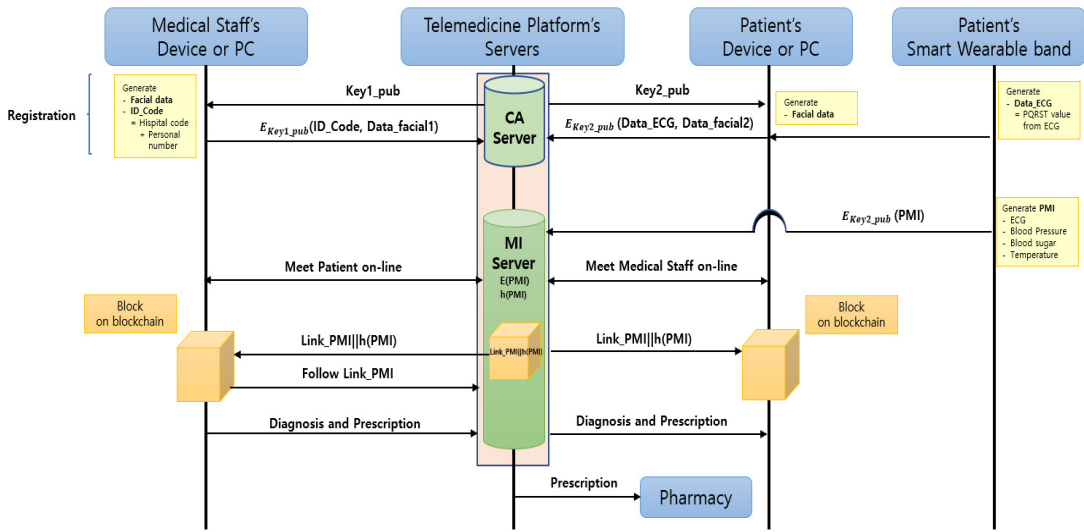 Medical Staff's
Device or PC
Telemedicine Platform's
Servers
Patient's
Device or PC
Patient's
Smart Wearable band
Registration
Generate
- Facial data
- ID_Code
= Hispital code
+ Personal
number
Key1_pub
E_Key1_pub(ID_Code, Data_facial1)
CA
Server
Key2_pub
E_Key2_pub (Data_ECG, Data_facial2)
Generate
- Facial data
Generate
- Data_ECG
= PQRST value
from ECG
E_Key2_pub (PMI)
Generate PMI
- ECG
- Blood Pressure
- Blood sugar
- Temperature
MI
Server
E(PMI)
h(PMI)
Meet Patient on-line
Meet Medical Staff on-line
Block
on blockchain
Block
on blockchain
Link_PMI||h(PMI)
Link_PMI||h(PMI)
Link_PMI||h(PMI)
Follow Link_PMI
Diagnosis and Prescription
Diagnosis and Prescription
Prescription
Pharmacy